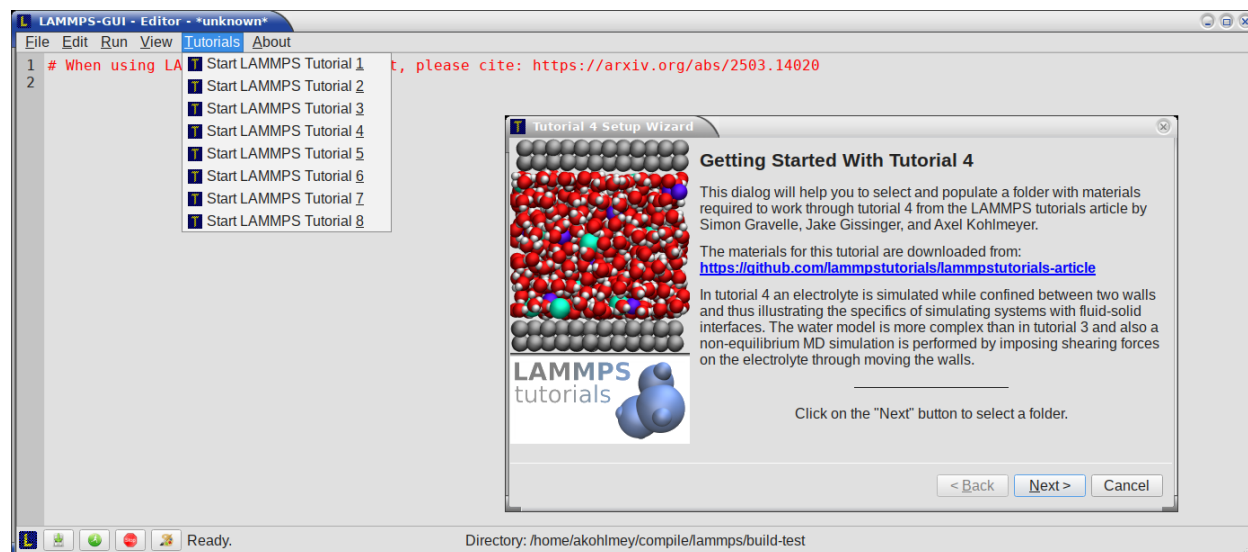 LAMMPS-GUI - Editor - *unknown*
File Edit Run View Tutorials About
1 # When using LA t, please cite: https://arxiv.org/abs/2503.14020
2
Start LAMMPS Tutorial 1
Start LAMMPS Tutorial 2
Start LAMMPS Tutorial 3
Start LAMMPS Tutorial 4
Start LAMMPS Tutorial 5
Start LAMMPS Tutorial 6
Start LAMMPS Tutorial 7
Start LAMMPS Tutorial 8
Tutorial 4 Setup Wizard
Getting Started With Tutorial 4
This dialog will help you to select and populate a folder with materials
required to work through tutorial 4 from the LAMMPS tutorials article by
Simon Gravelle, Jake Gissinger, and Axel Kohlmeyer.
The materials for this tutorial are downloaded from:
https://github.com/lammpstutorials/lammpstutorials-article
In tutorial 4 an electrolyte is simulated while confined between two walls
and thus illustrating the specifics of simulating systems with fluid-solid
interfaces. The water model is more complex than in tutorial 3 and also a
non-equilibrium MD simulation is performed by imposing shearing forces
on the electrolyte through moving the walls.
Click on the "Next" button to select a folder.
LAMMPS
tutorials
< Back Next > Cancel
Ready. Directory: /home/akohlmey/compile/lammps/build-test